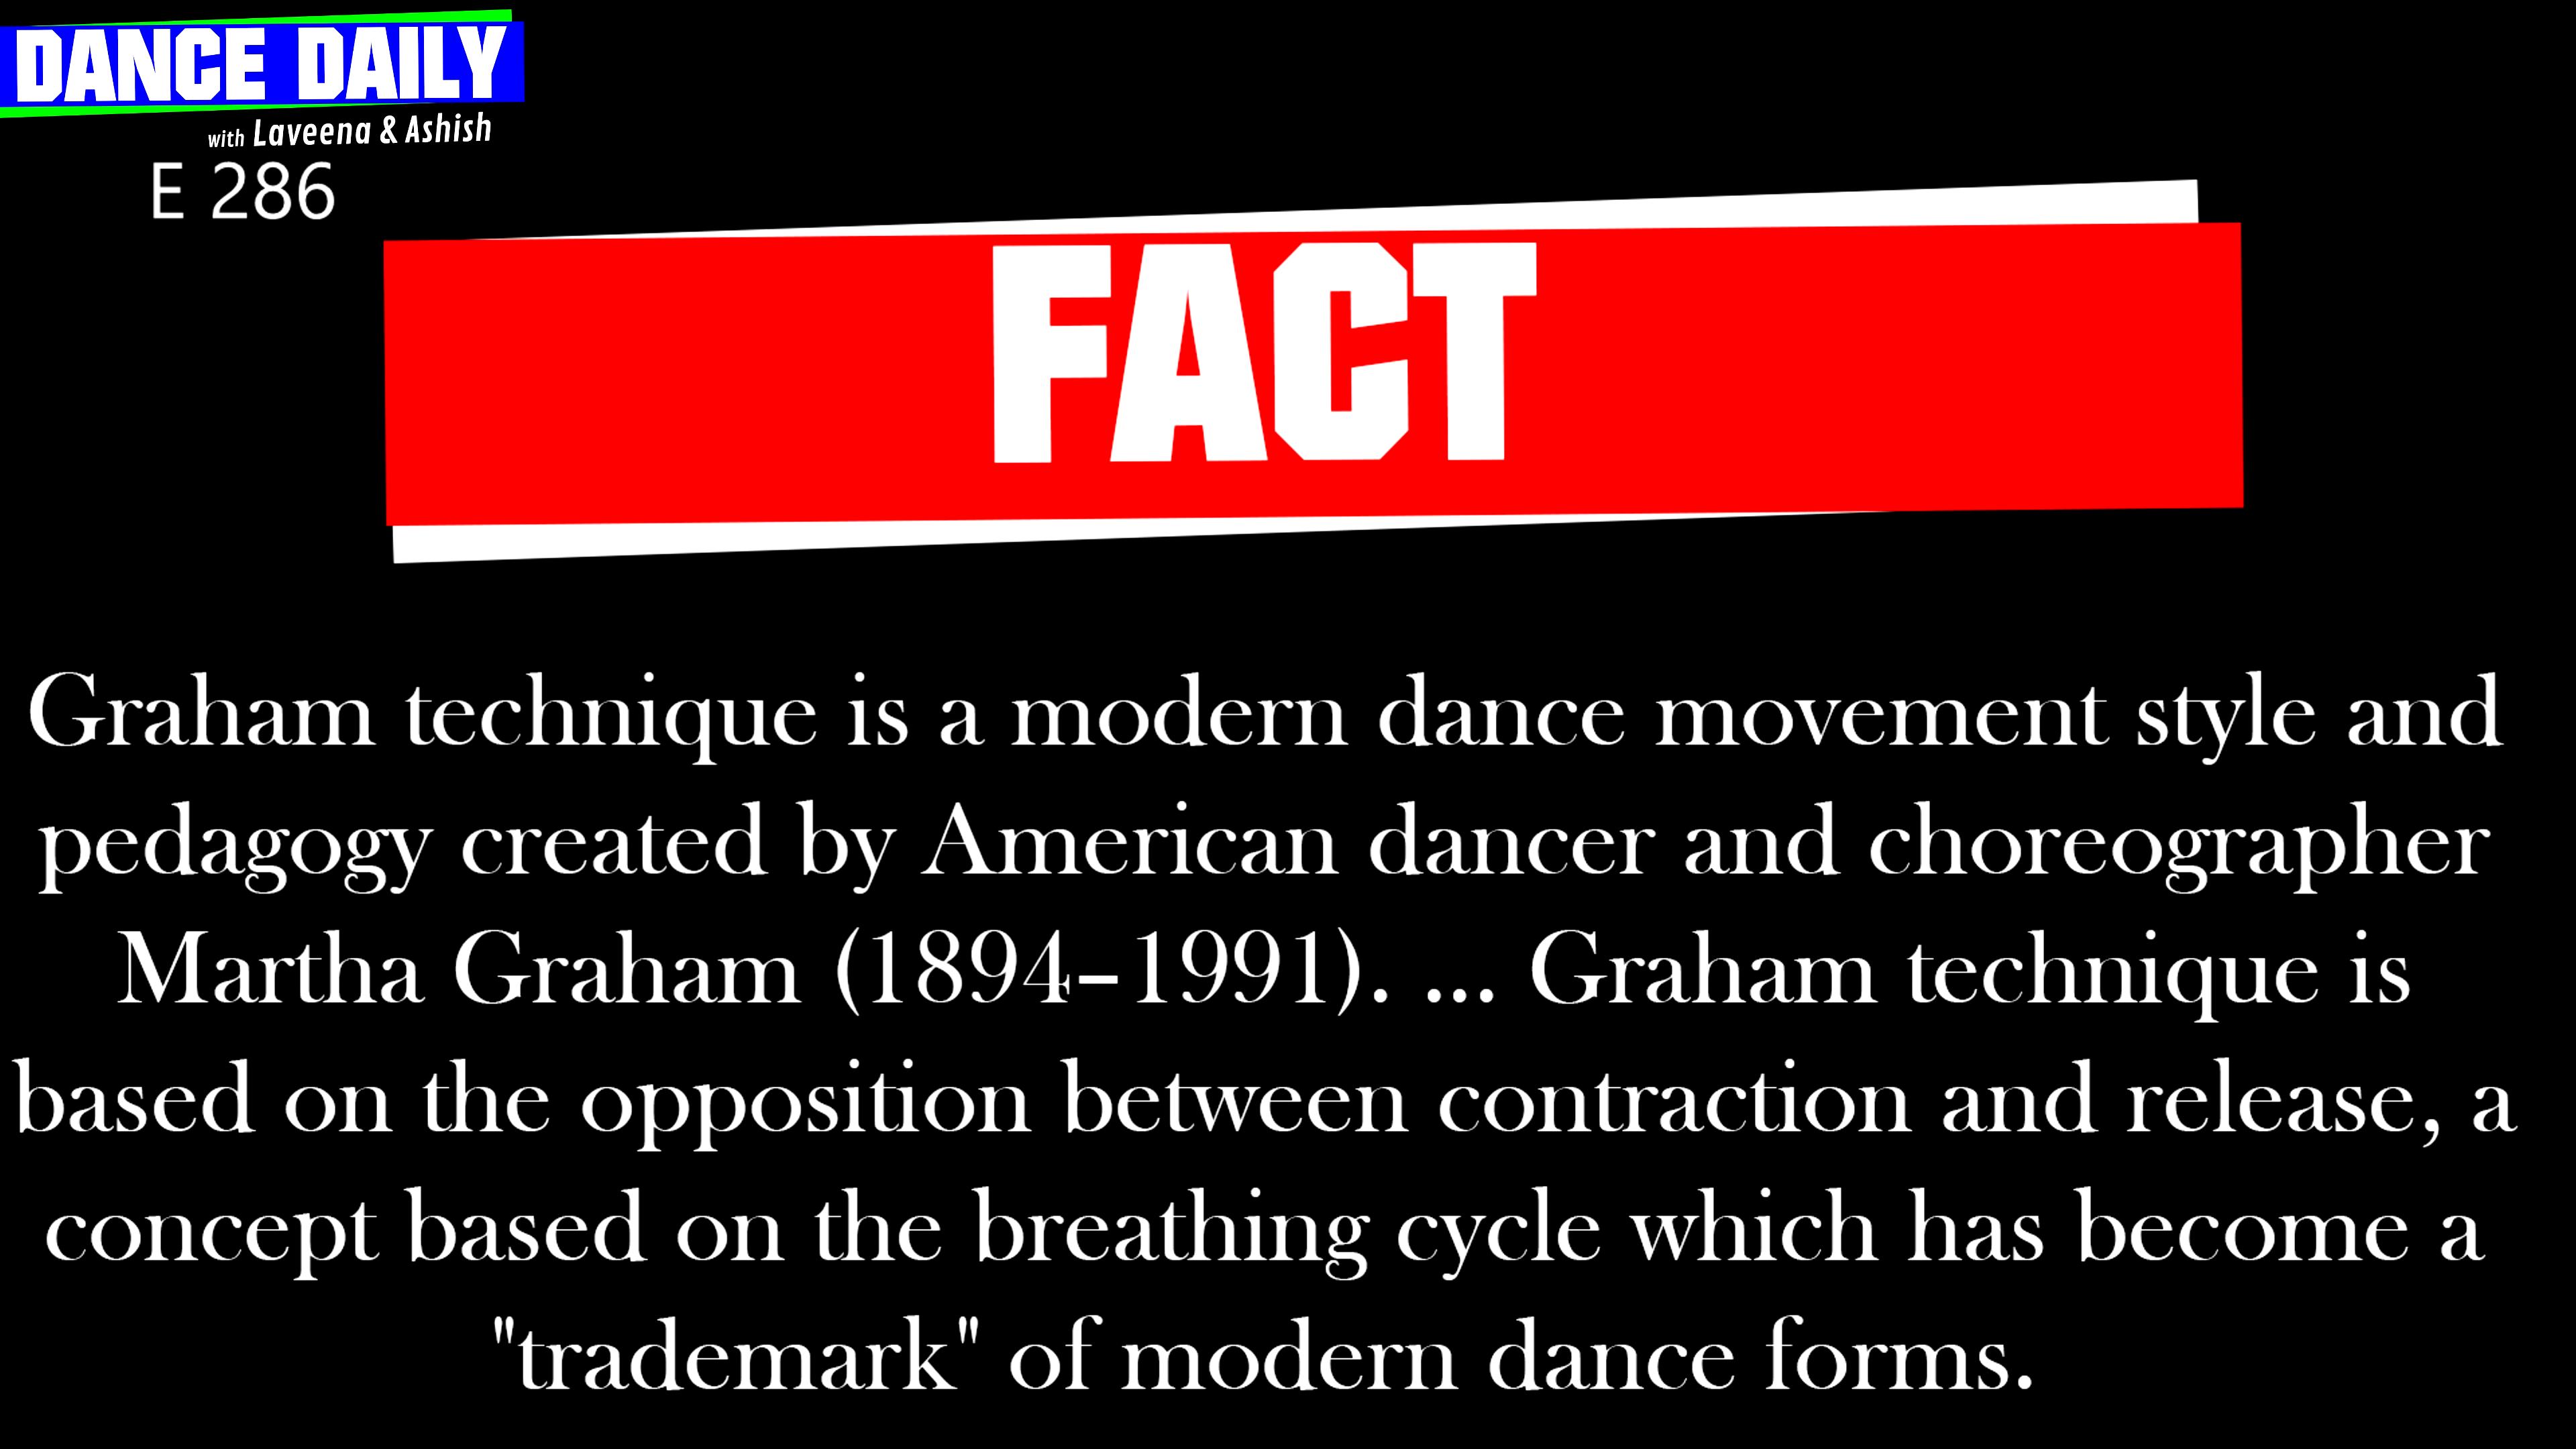 DANCE DAILY
with Laveena & Ashish
E 286
FACT
Graham technique is a modern dance movement style and
pedagogy created by American dancer and choreographer
Martha Graham (1894–1991). ... Graham technique is
based on the opposition between contraction and release, a
concept based on the breathing cycle which has become a
"trademark" of modern dance forms.